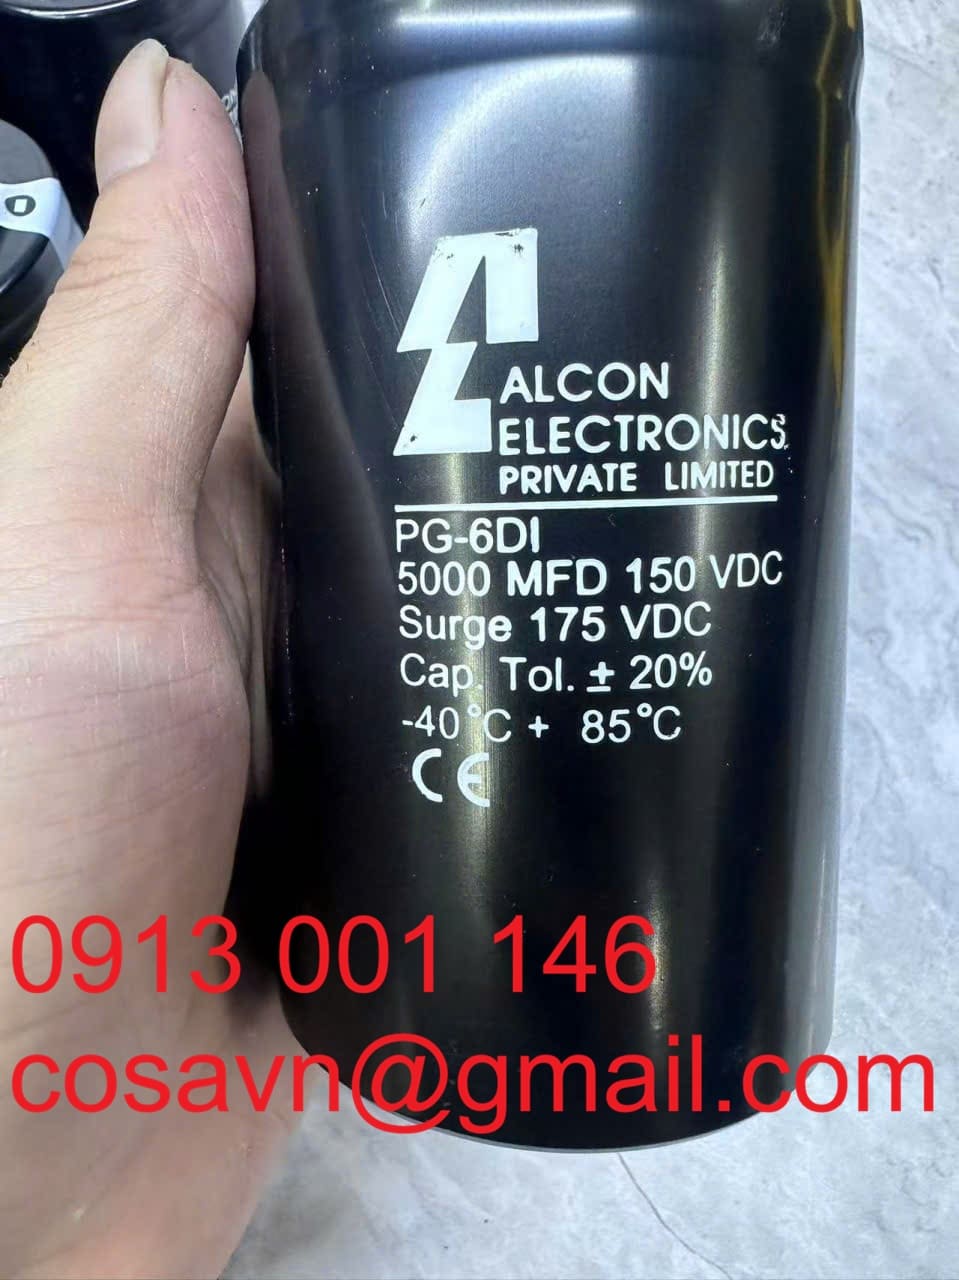 ALCON
ELECTRONICS
PRIVATE LIMITED
PG-6DI
5000 MFD 150 VDC
Surge 175 VDC
Cap. Tol. ± 20%
-40°C + 85°C
CE
0913 001 146
cosavn@gmail.com